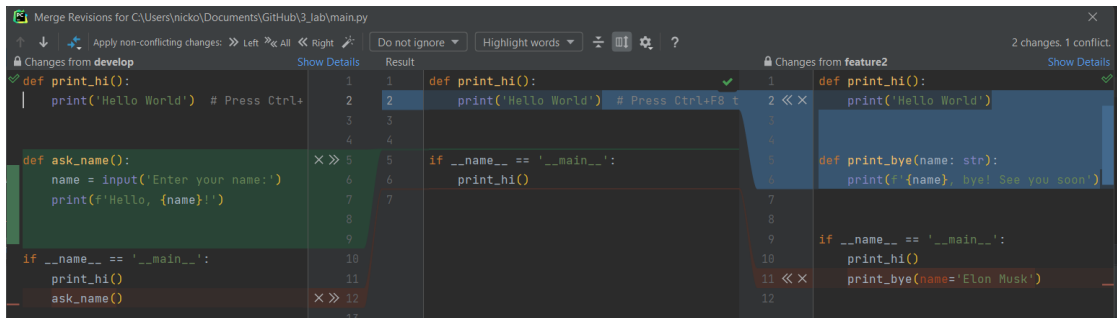 Merge Revisions for C:\Users\nicko\Documents\GitHub\3_lab\main.py
Apply non-conflicting changes: Left All Right Do not ignore Highlight words ? 2 changes. 1 conflict.
Changes from develop Show Details Result Changes from feature2 Show Details
def print_hi(): 1
print('Hello World') # Press Ctrl+ 2
3
4
def ask_name(): 5
name = input('Enter your name:') 6
print(f'Hello, {name}!') 7
8
9
if __name__ == '__main__': 10
print_hi() 11
ask_name() 12
1 def print_hi():
2 print('Hello World') # Press Ctrl+F8 t
3
4
5 if __name__ == '__main__':
6 print_hi()
7
1 def print_hi():
2 print('Hello World')
3
4
5 def print_bye(name: str):
6 print(f'{name}, bye! See you soon')
7
8
9 if __name__ == '__main__':
10 print_hi()
11 print_bye(name='Elon Musk')
12